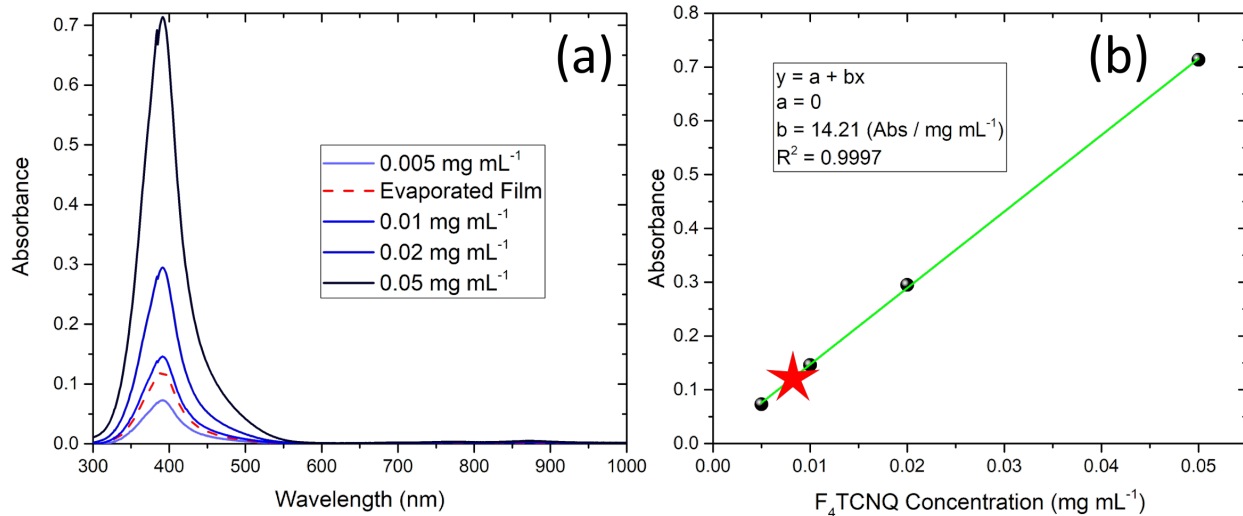 (a)
0.7
0.6
0.5
0.4
0.3
0.2
0.1
0.0
Absorbance
0.005 mg mL⁻¹
Evaporated Film
0.01 mg mL⁻¹
0.02 mg mL⁻¹
0.05 mg mL⁻¹
300 400 500 600 700 800 900 1000
Wavelength (nm)
(b)
0.8
0.7
0.6
0.5
0.4
0.3
0.2
0.1
0.0
Absorbance
y = a + bx
a = 0
b = 14.21 (Abs / mg mL⁻¹)
R² = 0.9997
0.00 0.01 0.02 0.03 0.04 0.05
F₄TCNQ Concentration (mg mL⁻¹)